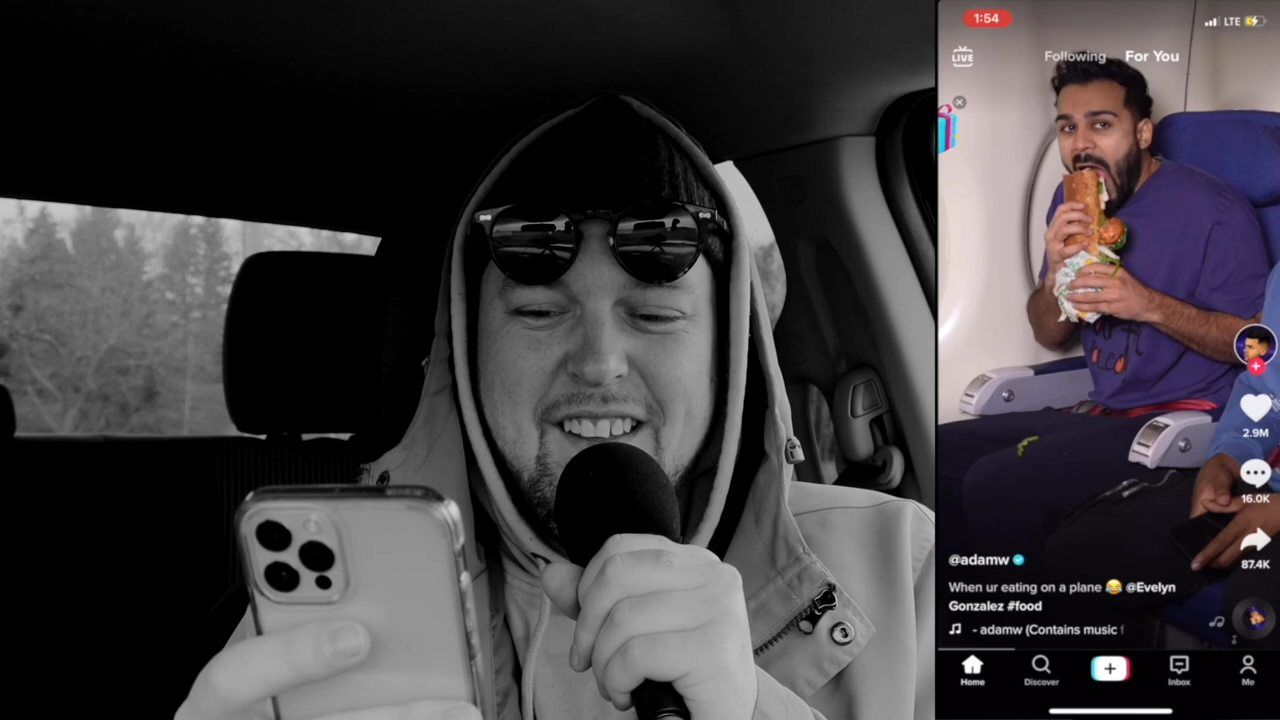 1:54
LTE
LIVE
Following
For You
2.9M
16.0K
87.4K
@adamw
When ur eating on a plane 😂 @Evelyn
Gonzalez #food
- adamw (Contains music
Home
Discover
Inbox
Me